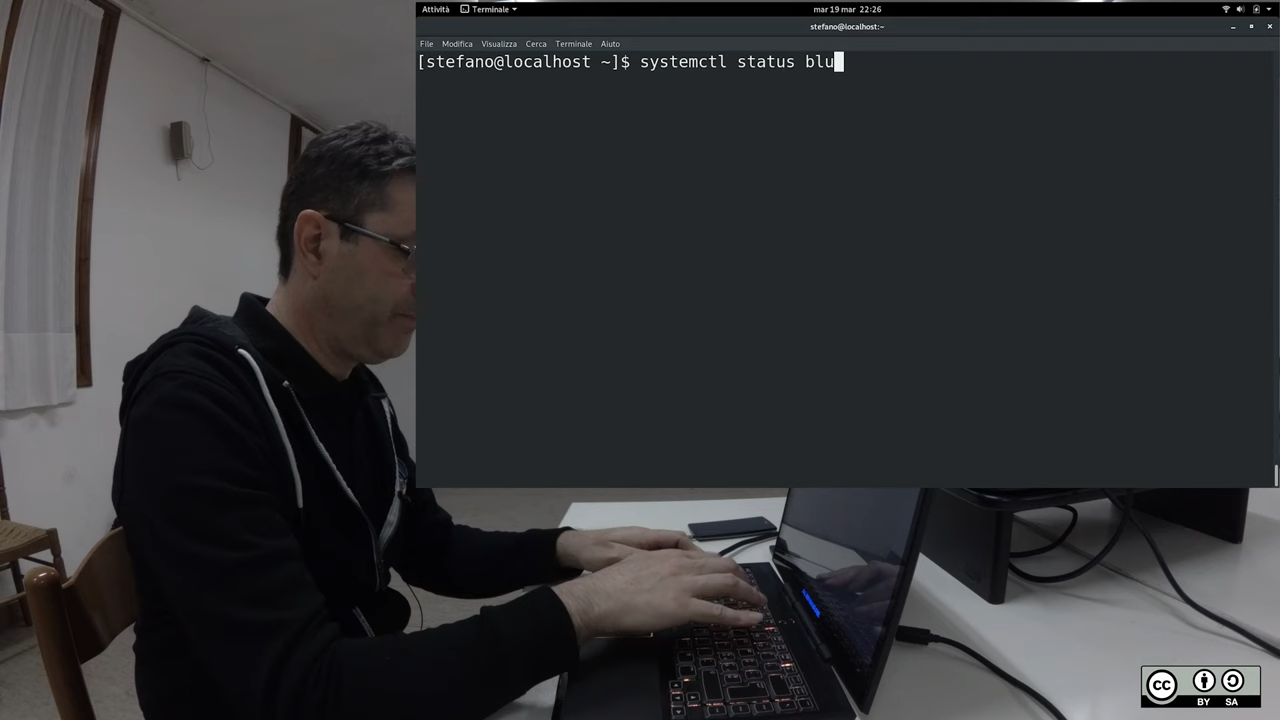 Attività Terminale mar 19 mar 22:26
stefano@localhost:~
File Modifica Visualizza Cerca Terminale Aiuto
[stefano@localhost ~]$ systemctl status blu
cc
BY SA